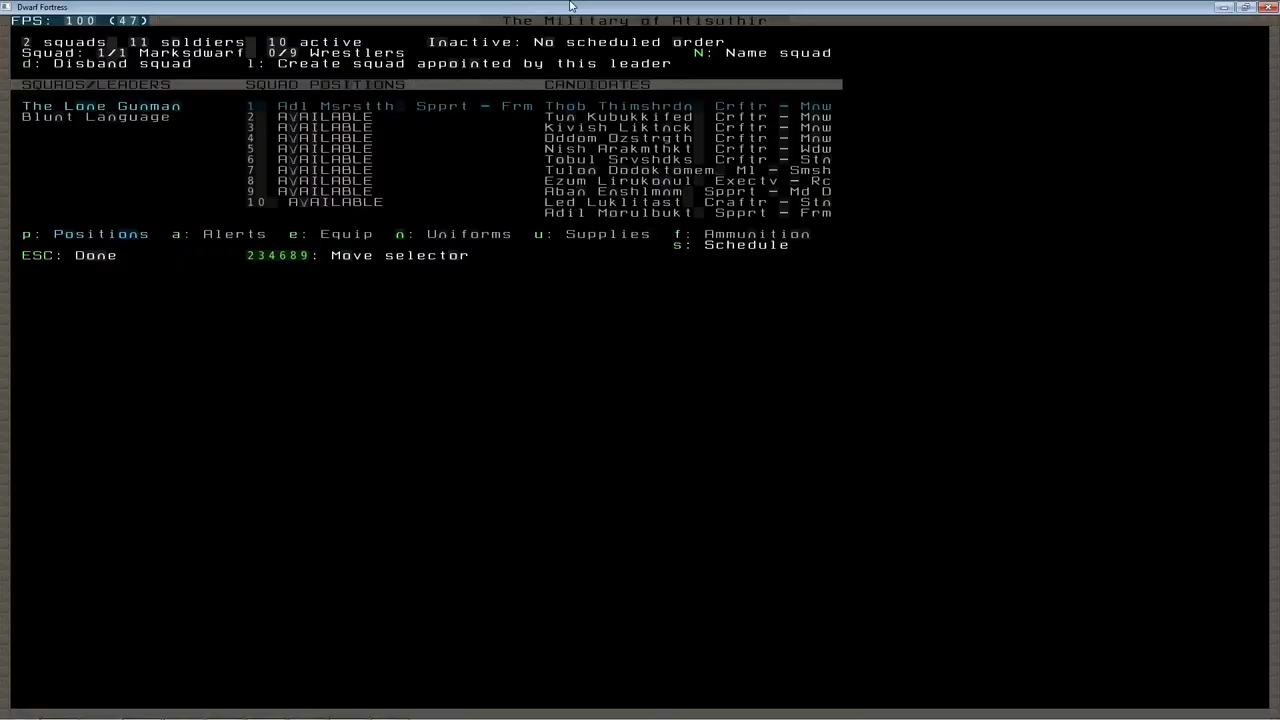 Dwarf Fortress
FPS: 100 (47)
The Military of Atisuthir
2 squads 11 soldiers 10 active Inactive: No scheduled order
Squad: 1/1 Marksdwarf 0/9 Wrestlers N: Name squad
d: Disband squad l: Create squad appointed by this leader
SQUADS/LEADERS SQUAD POSITIONS CANDIDATES
The Lone Gunman 1 Adl Msrstth Spprt - Frm Thob Thimshrdn Crftr - Mnw
Blunt Language 2 AVAILABLE Tun Kubukkifed Crftr - Mnw
3 AVAILABLE Kivish Liktnck Crftr - Mnw
4 AVAILABLE Oddom Ozstrgth Crftr - Mnw
5 AVAILABLE Nish Arakmthkt Crftr - Wdw
6 AVAILABLE Tobul Srvshdks Crftr - Stn
7 AVAILABLE Tulon Dodoktomem Ml - Smsh
8 AVAILABLE Ezum Lirukonul Exectv - Rc
9 AVAILABLE Aban Enshlmnm Spprt - Md D
10 AVAILABLE Led Luklitast Craftr - Stn
Adil Morulbukt Spprt - Frm
p: Positions a: Alerts e: Equip n: Uniforms u: Supplies f: Ammunition
s: Schedule
ESC: Done 234689: Move selector